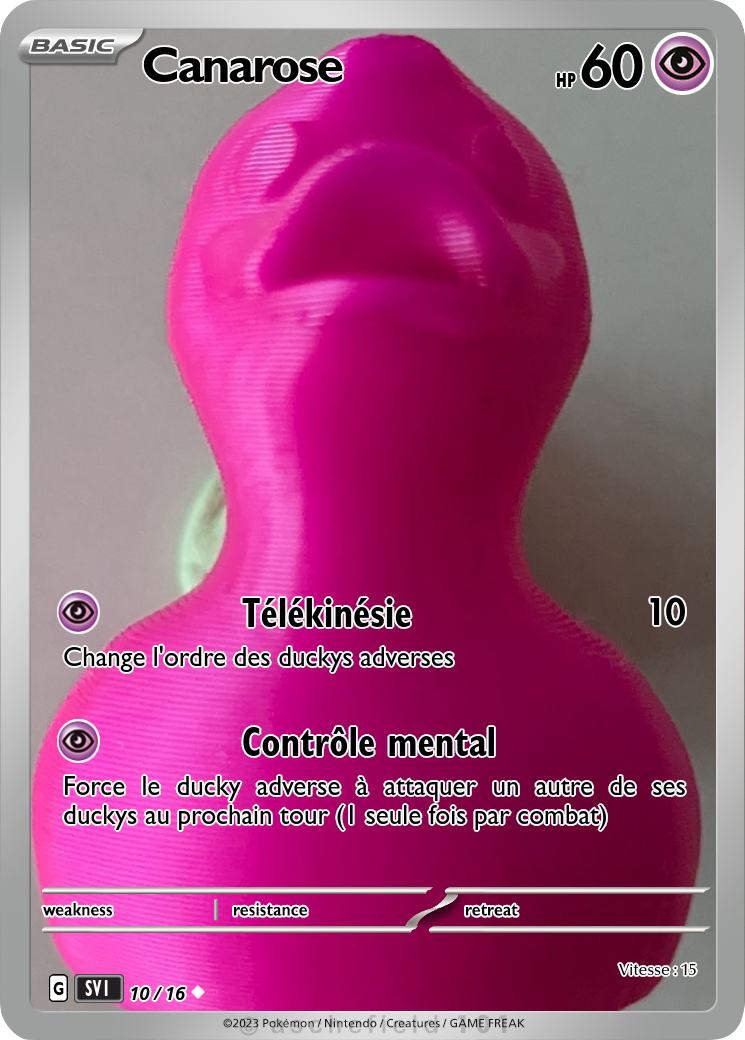 BASIC
Canarose
HP 60
Télékinésie 10
Change l'ordre des duckys adverses
Contrôle mental
Force le ducky adverse à attaquer un autre de ses
duckys au prochain tour (1 seule fois par combat)
weakness resistance retreat
Vitesse : 15
G SVI 10 / 16
©2023 Pokémon / Nintendo / Creatures / GAME FREAK